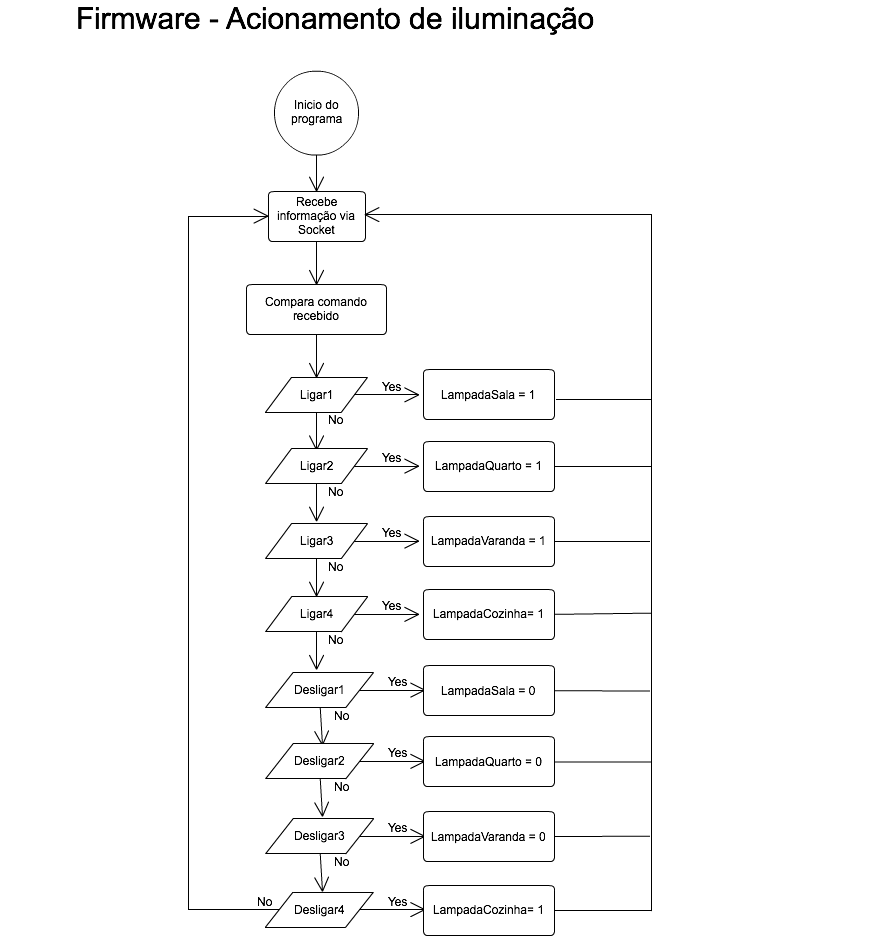 Firmware - Acionamento de iluminação
Inicio do
programa
Recebe
informação via
Socket
Compara comando
recebido
Ligar1
Yes
LampadaSala = 1
No
Ligar2
Yes
LampadaQuarto = 1
No
Ligar3
Yes
LampadaVaranda = 1
No
Ligar4
Yes
LampadaCozinha= 1
No
Desligar1
Yes
LampadaSala = 0
No
Desligar2
Yes
LampadaQuarto = 0
No
Desligar3
Yes
LampadaVaranda = 0
No
No
Desligar4
Yes
LampadaCozinha= 1